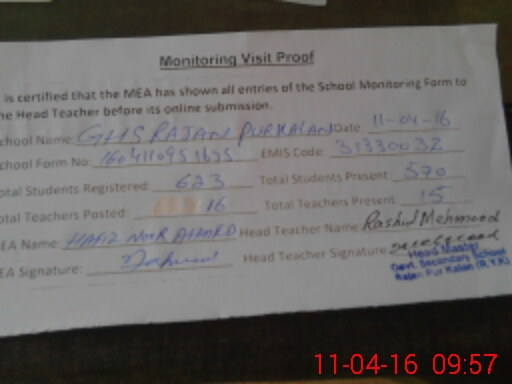 Monitoring Visit Proof
is certified that the MEA has shown all entries of the School Monitoring Form to
he Head Teacher before its online submission.
chool Name: GHS RAJAN PUR KALAN Date: 11-04-16
chool Form No: EMIS Code: 31330032
otal Students Registered: 623 Total Students Present: 570
otal Teachers Posted: 16 Total Teachers Present: 15
EA Name: HAFIZ NOOR AHMED Head Teacher Name: Rashid Mehmood
EA Signature: Head Teacher Signature:
Head Master
Govt. Secondary School
Rajan Pur Kalan (R.Y.K)
11-04-16 09:57